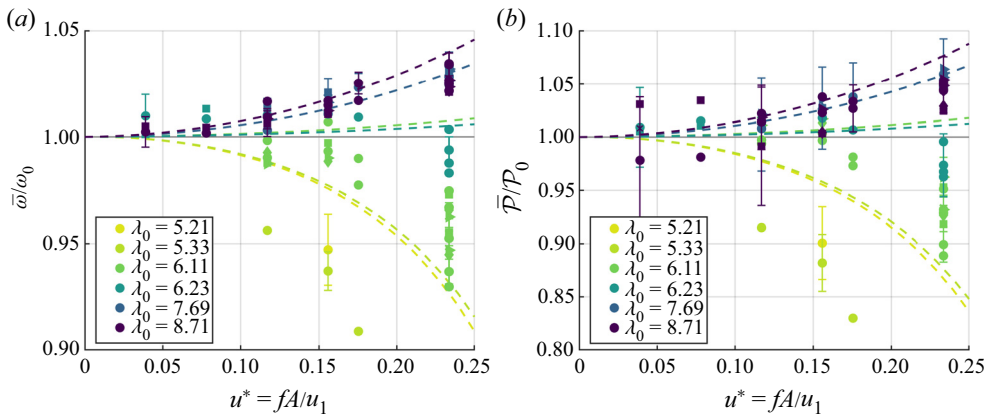 (a)
1.05
1.00
0.95
0.90
ω̄/ω₀
λ₀ = 5.21
λ₀ = 5.33
λ₀ = 6.11
λ₀ = 6.23
λ₀ = 7.69
λ₀ = 8.71
0 0.05 0.10 0.15 0.20 0.25
u* = fA/u₁
(b)
1.10
1.05
1.00
0.95
0.90
0.85
0.80
𝒫̄/𝒫₀
λ₀ = 5.21
λ₀ = 5.33
λ₀ = 6.11
λ₀ = 6.23
λ₀ = 7.69
λ₀ = 8.71
0 0.05 0.10 0.15 0.20 0.25
u* = fA/u₁